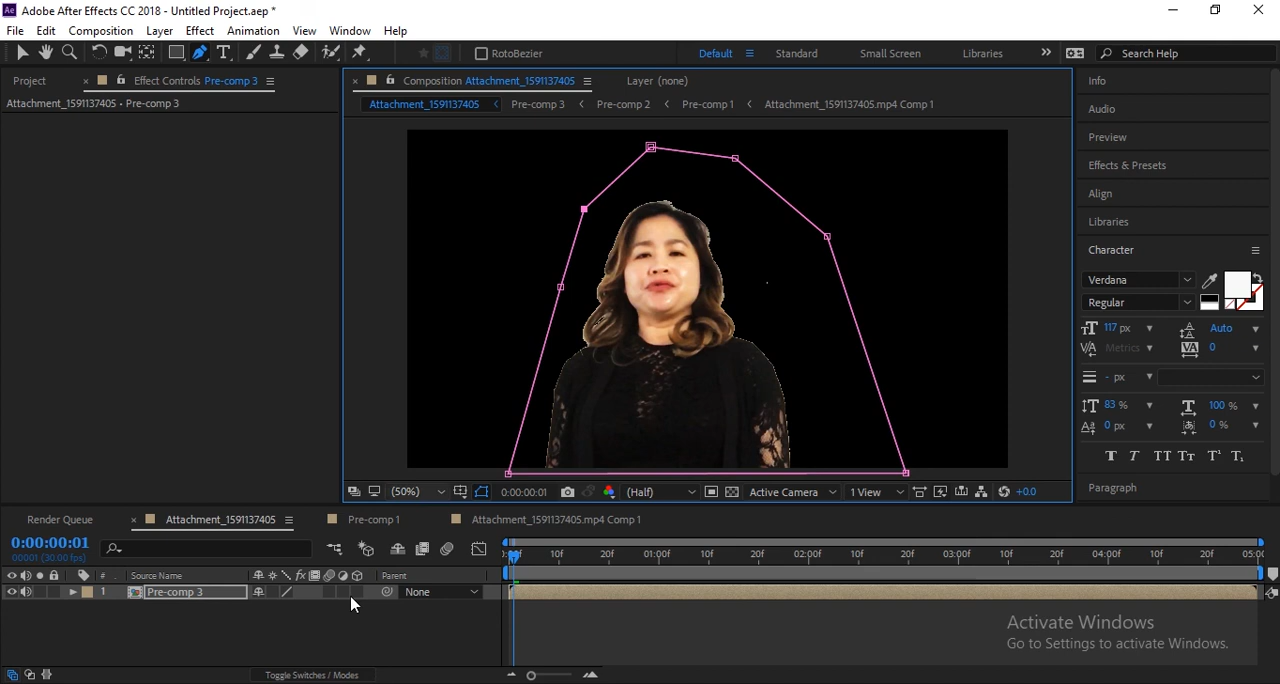 Adobe After Effects CC 2018 - Untitled Project.aep *
File Edit Composition Layer Effect Animation View Window Help
RotoBezier Default Standard Small Screen Libraries Search Help
Project Effect Controls Pre-comp 3
Composition Attachment_1591137405 Layer (none)
Attachment_1591137405 • Pre-comp 3
Attachment_1591137405 Pre-comp 3 Pre-comp 2 Pre-comp 1 Attachment_1591137405.mp4 Comp 1
Info
Audio
Preview
Effects & Presets
Align
Libraries
Character
Verdana
Regular
117 px Auto
Metrics 0
- px
83 % 100 %
0 px 0 %
T T TT Tr T¹ T₁
Paragraph
(50%) 0:00:00:01 (Half) Active Camera 1 View +0.0
Render Queue Attachment_1591137405 Pre-comp 1 Attachment_1591137405.mp4 Comp 1
0:00:00:01
00001 (30.00 fps)
10f 20f 01:00f 10f 20f 02:00f 10f 20f 03:00f 10f 20f 04:00f 10f 20f 05:00
# Source Name Parent
1 Pre-comp 3 None
Activate Windows
Go to Settings to activate Windows.
Toggle Switches / Modes